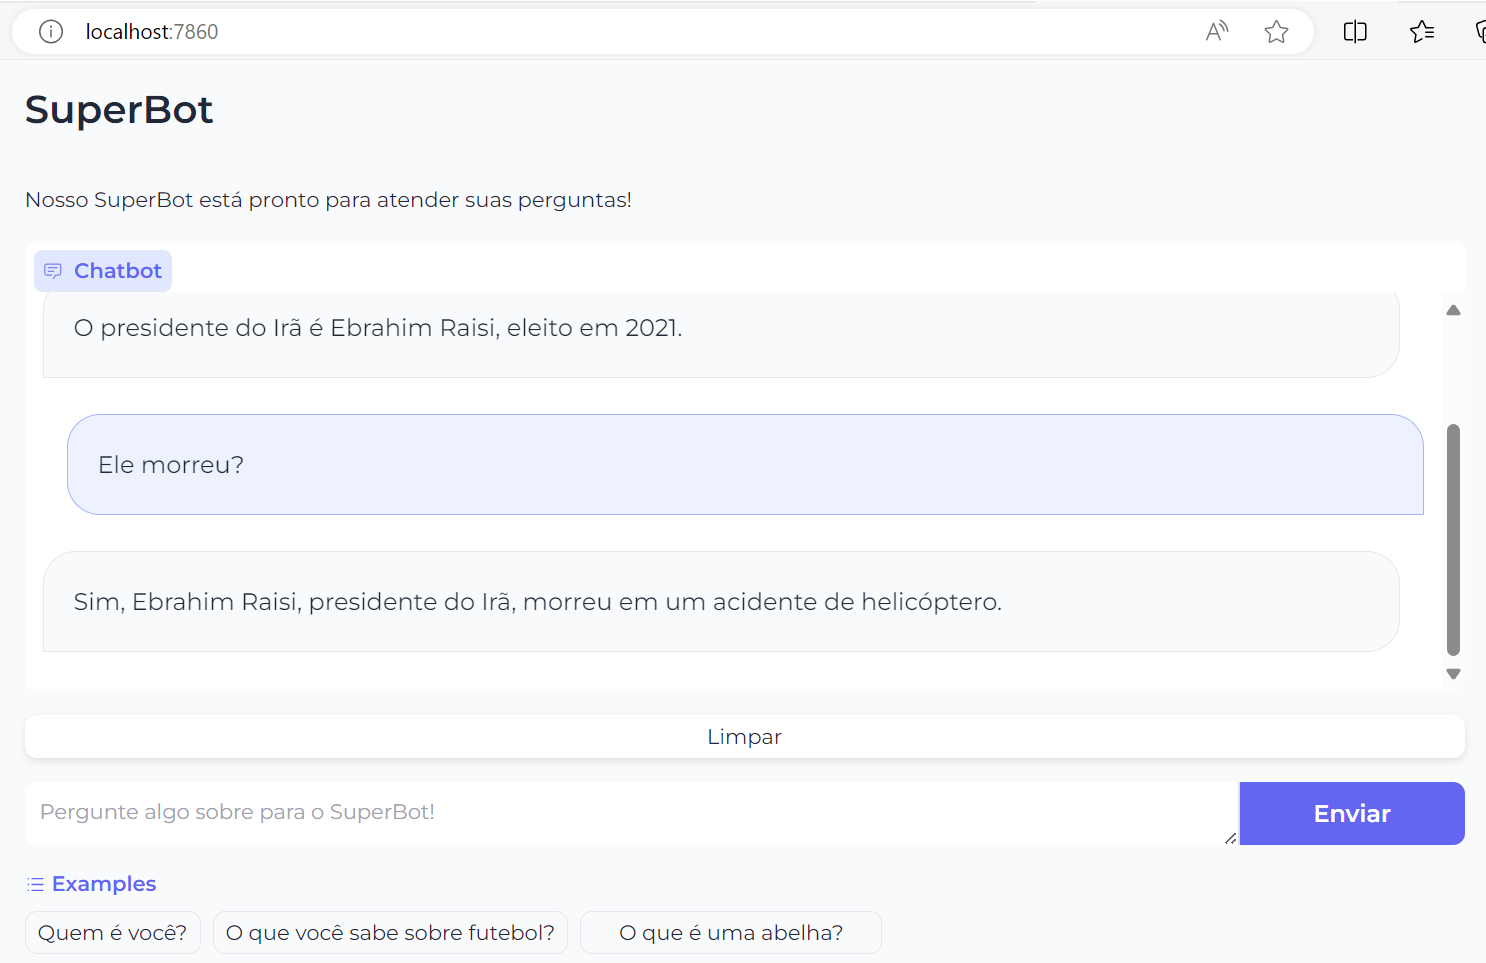 localhost:7860
SuperBot
Nosso SuperBot está pronto para atender suas perguntas!
Chatbot
O presidente do Irã é Ebrahim Raisi, eleito em 2021.
Ele morreu?
Sim, Ebrahim Raisi, presidente do Irã, morreu em um acidente de helicóptero.
Limpar
Pergunte algo sobre para o SuperBot!
Enviar
Examples
Quem é você?
O que você sabe sobre futebol?
O que é uma abelha?